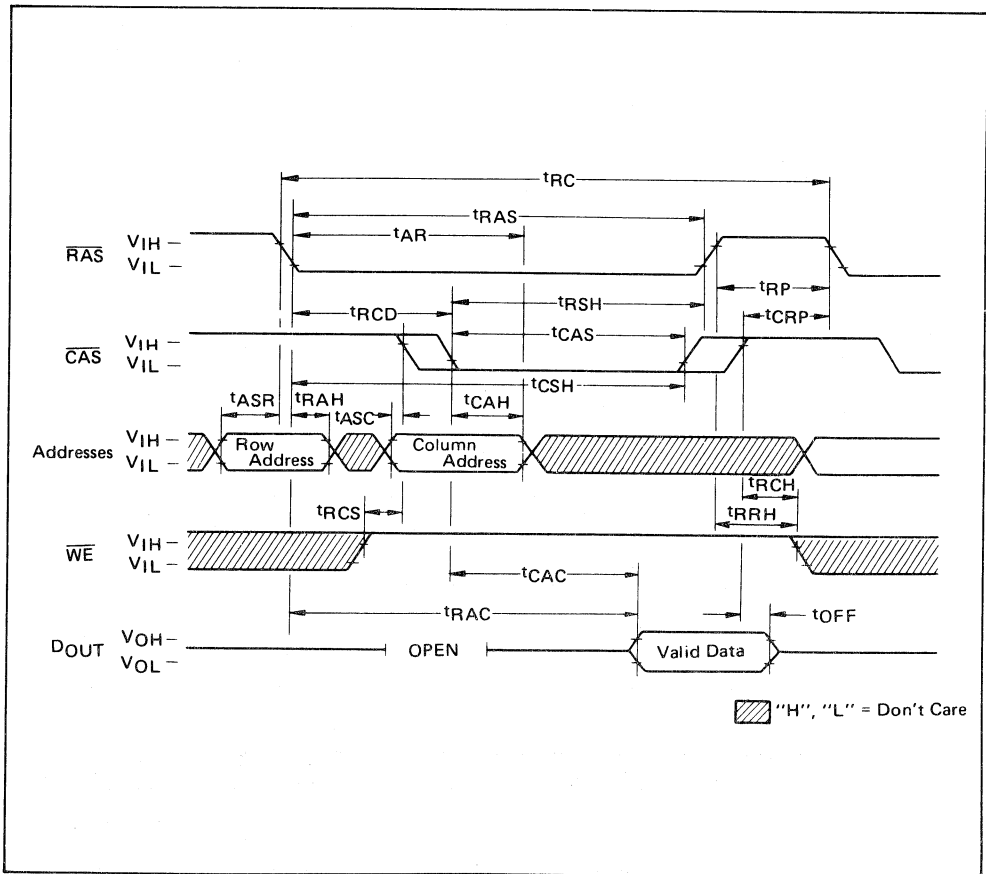 tRC
tRAS
tAR
RAS
VIH
VIL
tRP
tRCD
tRSH
tCRP
tCAS
CAS
VIH
VIL
tCSH
tASR
tRAH
tASC
tCAH
Addresses
VIH
VIL
Row
Address
Column
Address
tRCH
tRCS
tRRH
WE
VIH
VIL
tCAC
tRAC
tOFF
DOUT
VOH
VOL
OPEN
Valid Data
"H", "L" = Don't Care